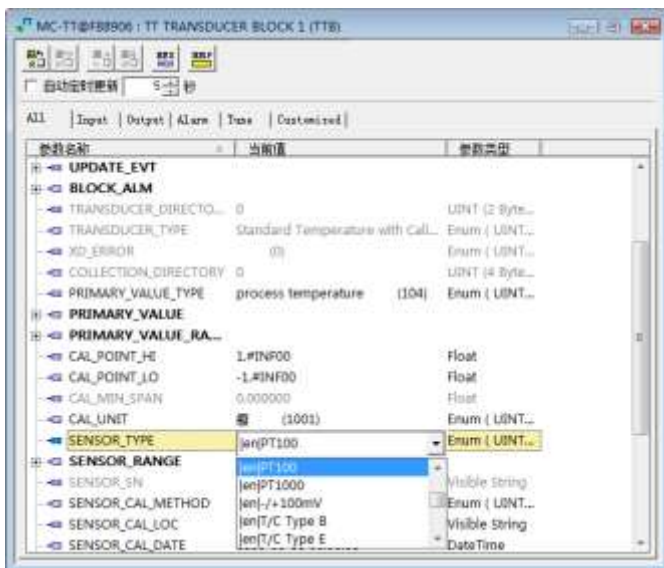 MC-TT@F88906 : TT TRANSDUCER BLOCK 1 (TTB)
自动定时更新 5 秒
All Input Output Alarm Tune Customized
参数名称 当前值 参数类型
UPDATE_EVT
BLOCK_ALM
TRANSDUCER_DIRECTO... 0 UINT (2 Byte...
TRANSDUCER_TYPE Standard Temperature with Cali... Enum ( UINT...
XD_ERROR (0) Enum ( UINT...
COLLECTION_DIRECTORY 0 UINT (4 Byte...
PRIMARY_VALUE_TYPE process temperature (104) Enum ( UINT...
PRIMARY_VALUE
PRIMARY_VALUE_RA...
CAL_POINT_HI 1.#INF00 Float
CAL_POINT_LO -1.#INF00 Float
CAL_MIN_SPAN 0.000000 Float
CAL_UNIT (1001) Enum ( UINT...
SENSOR_TYPE |en|PT100 Enum ( UINT...
SENSOR_RANGE |en|PT100
SENSOR_SN |en|PT1000 Visible String
SENSOR_CAL_METHOD |en|-/+100mV Enum ( UINT...
SENSOR_CAL_LOC |en|T/C Type B Visible String
SENSOR_CAL_DATE |en|T/C Type E DateTime